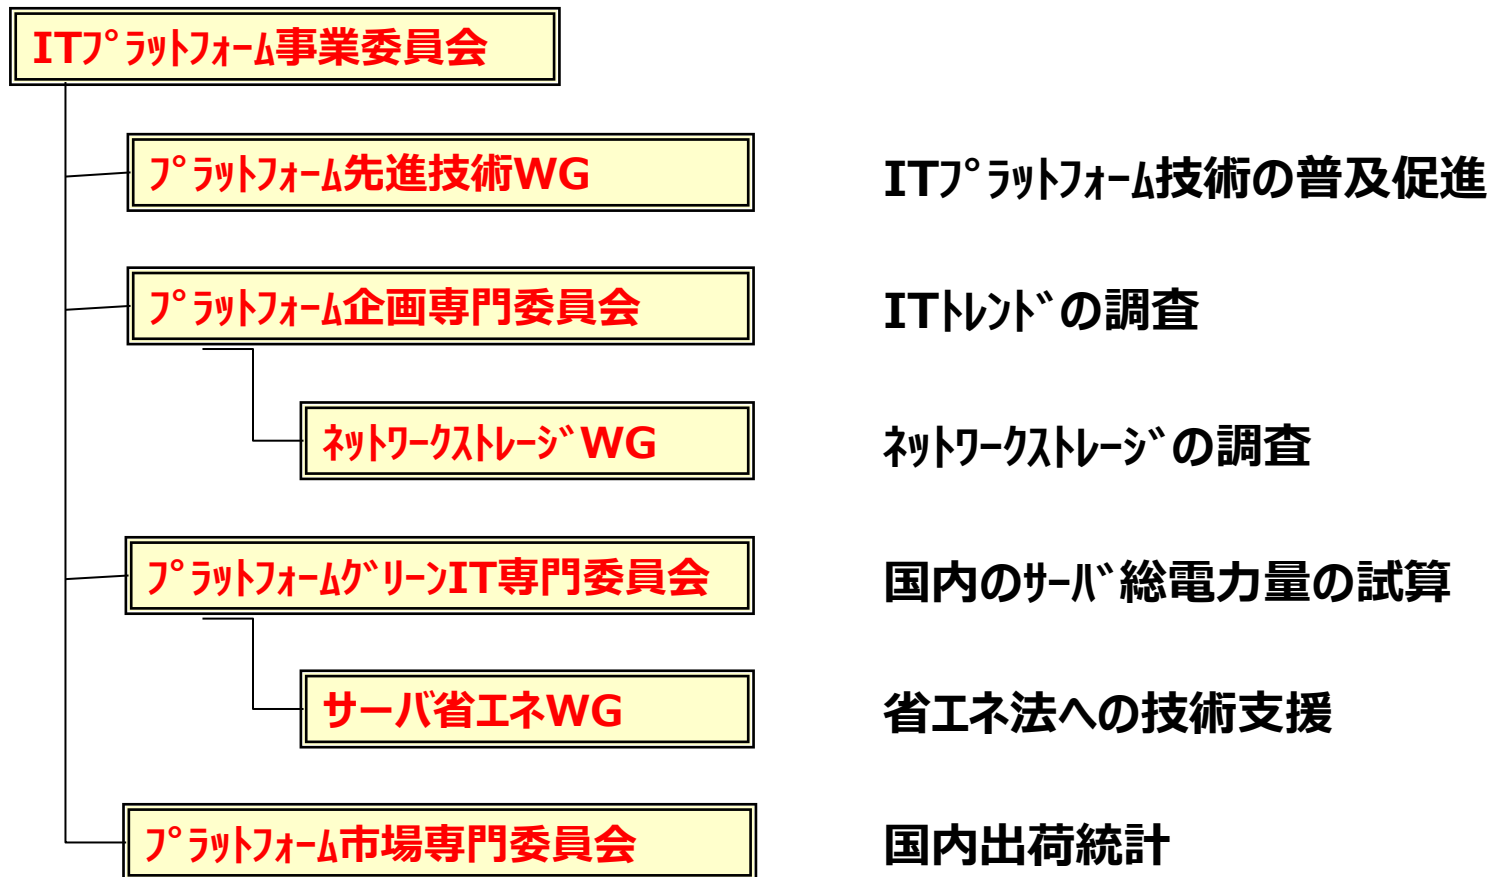 ITﾌﾟﾗｯﾄﾌｫｰﾑ事業委員会
ﾌﾟﾗｯﾄﾌｫｰﾑ先進技術WG
ITﾌﾟﾗｯﾄﾌｫｰﾑ技術の普及促進
ﾌﾟﾗｯﾄﾌｫｰﾑ企画専門委員会
ITﾄﾚﾝﾄﾞの調査
ﾈｯﾄﾜｰｸｽﾄﾚｰｼﾞWG
ﾈｯﾄﾜｰｸｽﾄﾚｰｼﾞの調査
ﾌﾟﾗｯﾄﾌｫｰﾑｸﾞﾘｰﾝIT専門委員会
国内のｻｰﾊﾞ総電力量の試算
サーバ省エネWG
省エネ法への技術支援
ﾌﾟﾗｯﾄﾌｫｰﾑ市場専門委員会
国内出荷統計